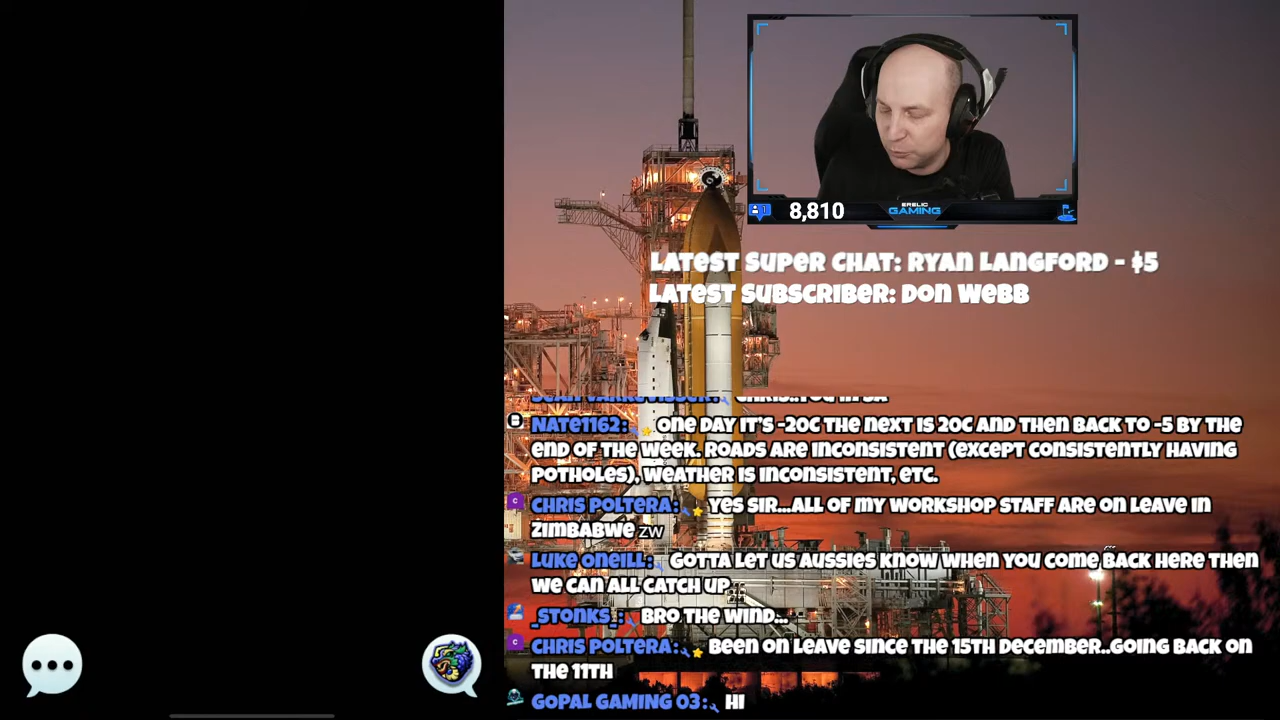 8,810
ERELIC
GAMING
LATEST SUPER CHAT: RYAN LANGFORD - $5
LATEST SUBSCRIBER: DON WEBB
NATE1162: ONE DAY IT'S -20C THE NEXT IS 20C AND THEN BACK TO -5 BY THE
END OF THE WEEK. ROADS ARE INCONSISTENT (EXCEPT CONSISTENTLY HAVING
POTHOLES), WEATHER IS INCONSISTENT, ETC.
CHRIS POLTERA: YES SIR...ALL OF MY WORKSHOP STAFF ARE ON LEAVE IN
ZIMBABWE ZW
LUKE ONEILL: GOTTA LET US AUSSIES KNOW WHEN YOU COME BACK HERE THEN
WE CAN ALL CATCH UP
_STONKS_: BRO THE WIND...
CHRIS POLTERA: BEEN ON LEAVE SINCE THE 15TH DECEMBER..GOING BACK ON
THE 11TH
GOPAL GAMING 03: HI